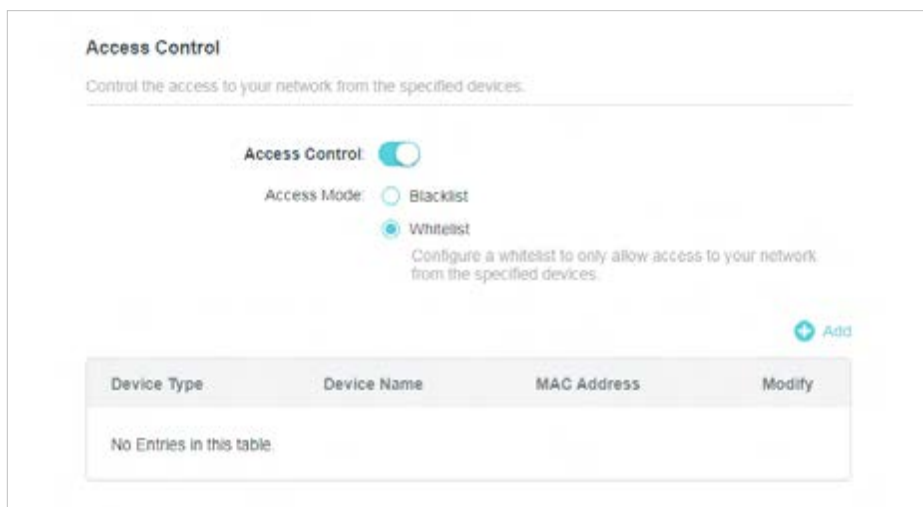 Access Control
Control the access to your network from the specified devices.
Access Control:
Access Mode: Blacklist
Whitelist
Configure a whitelist to only allow access to your network
from the specified devices.
Add
Device Type Device Name MAC Address Modify
No Entries in this table.